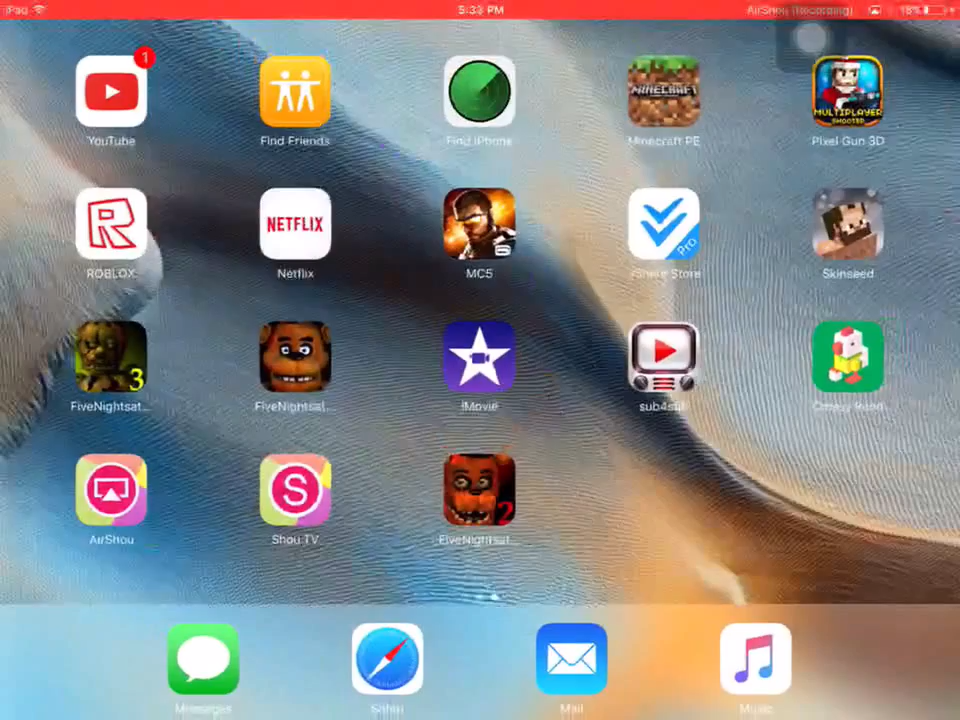 iPad 5:33 PM AirShou (Recording) 18%
1
MINECRAFT
MULTIPLAYER
SHOOTER
YouTube Find Friends Find iPhone Minecraft PE Pixel Gun 3D
R NETFLIX Pro
ROBLOX Netflix MC5 Store Skinseed
3
FiveNightsat... FiveNightsat... iMovie
S 2
AirShou Shou.TV FiveNightsat...
Messages Safari Mail Music